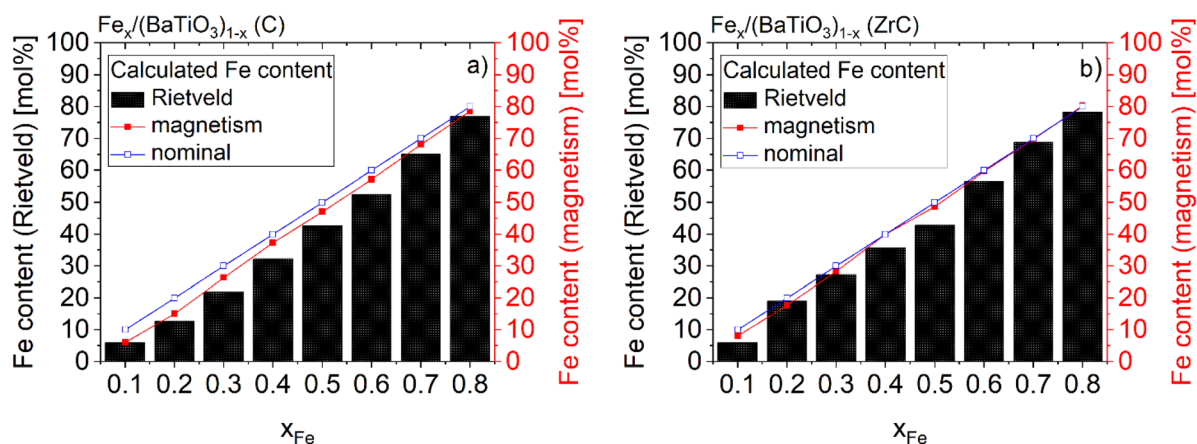 Feₓ/(BaTiO₃)₁₋ₓ (C)
100
90
80
70
60
50
40
30
20
10
0
Fe content (Rietveld) [mol%]
Calculated Fe content
Rietveld
magnetism
nominal
a)
100
90
80
70
60
50
40
30
20
10
0
Fe content (magnetism) [mol%]
0.1 0.2 0.3 0.4 0.5 0.6 0.7 0.8
x_Fe
Feₓ/(BaTiO₃)₁₋ₓ (ZrC)
100
90
80
70
60
50
40
30
20
10
0
Fe content (Rietveld) [mol%]
Calculated Fe content
Rietveld
magnetism
nominal
b)
100
90
80
70
60
50
40
30
20
10
0
Fe content (magnetism) [mol%]
0.1 0.2 0.3 0.4 0.5 0.6 0.7 0.8
x_Fe